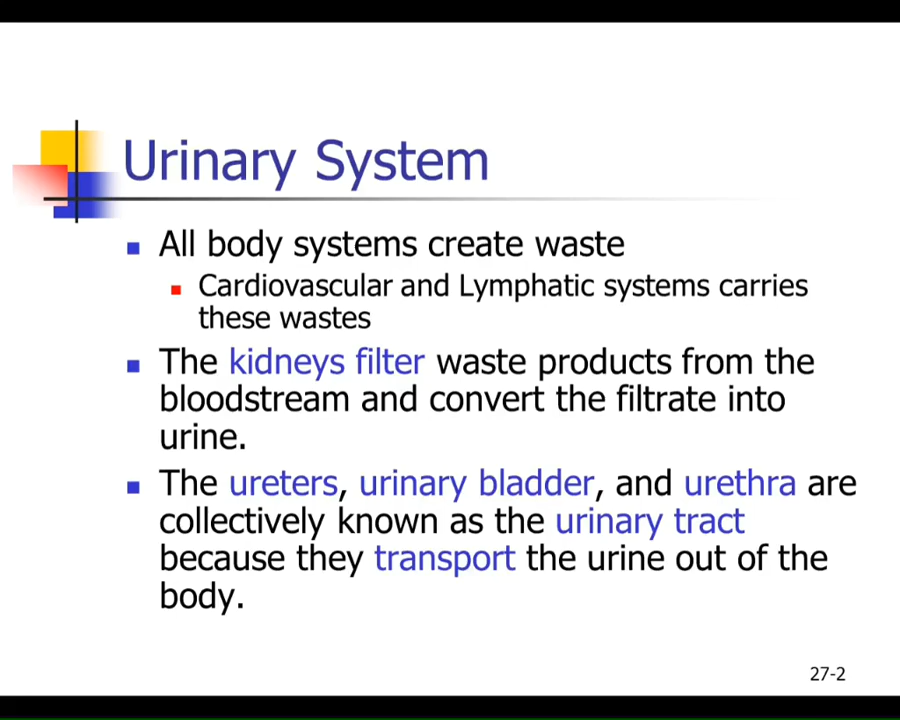 Urinary System
All body systems create waste
Cardiovascular and Lymphatic systems carries
these wastes
The kidneys filter waste products from the
bloodstream and convert the filtrate into
urine.
The ureters, urinary bladder, and urethra are
collectively known as the urinary tract
because they transport the urine out of the
body.
27-2